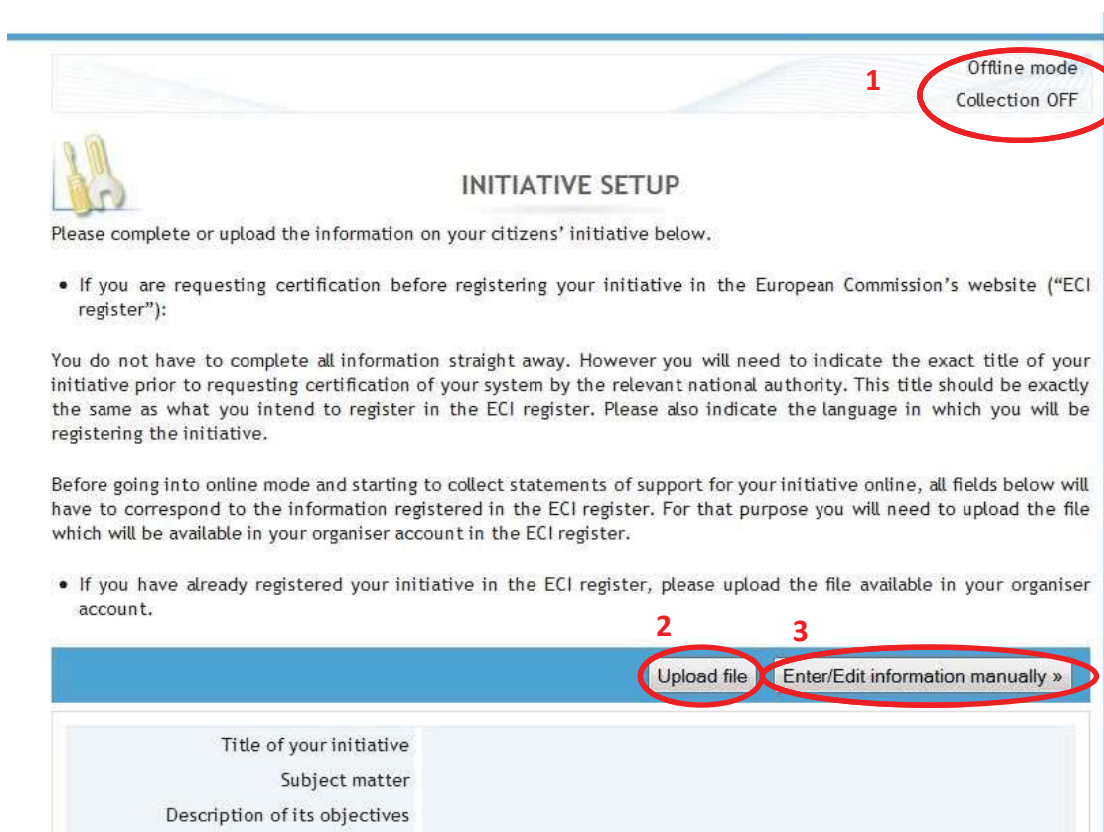 Offline mode
1
Collection OFF
INITIATIVE SETUP
Please complete or upload the information on your citizens’ initiative below.
• If you are requesting certification before registering your initiative in the European Commission’s website (“ECI
register”):
You do not have to complete all information straight away. However you will need to indicate the exact title of your
initiative prior to requesting certification of your system by the relevant national authority. This title should be exactly
the same as what you intend to register in the ECI register. Please also indicate the language in which you will be
registering the initiative.
Before going into online mode and starting to collect statements of support for your initiative online, all fields below will
have to correspond to the information registered in the ECI register. For that purpose you will need to upload the file
which will be available in your organiser account in the ECI register.
• If you have already registered your initiative in the ECI register, please upload the file available in your organiser
account.
2 3
Upload file Enter/Edit information manually »
Title of your initiative
Subject matter
Description of its objectives